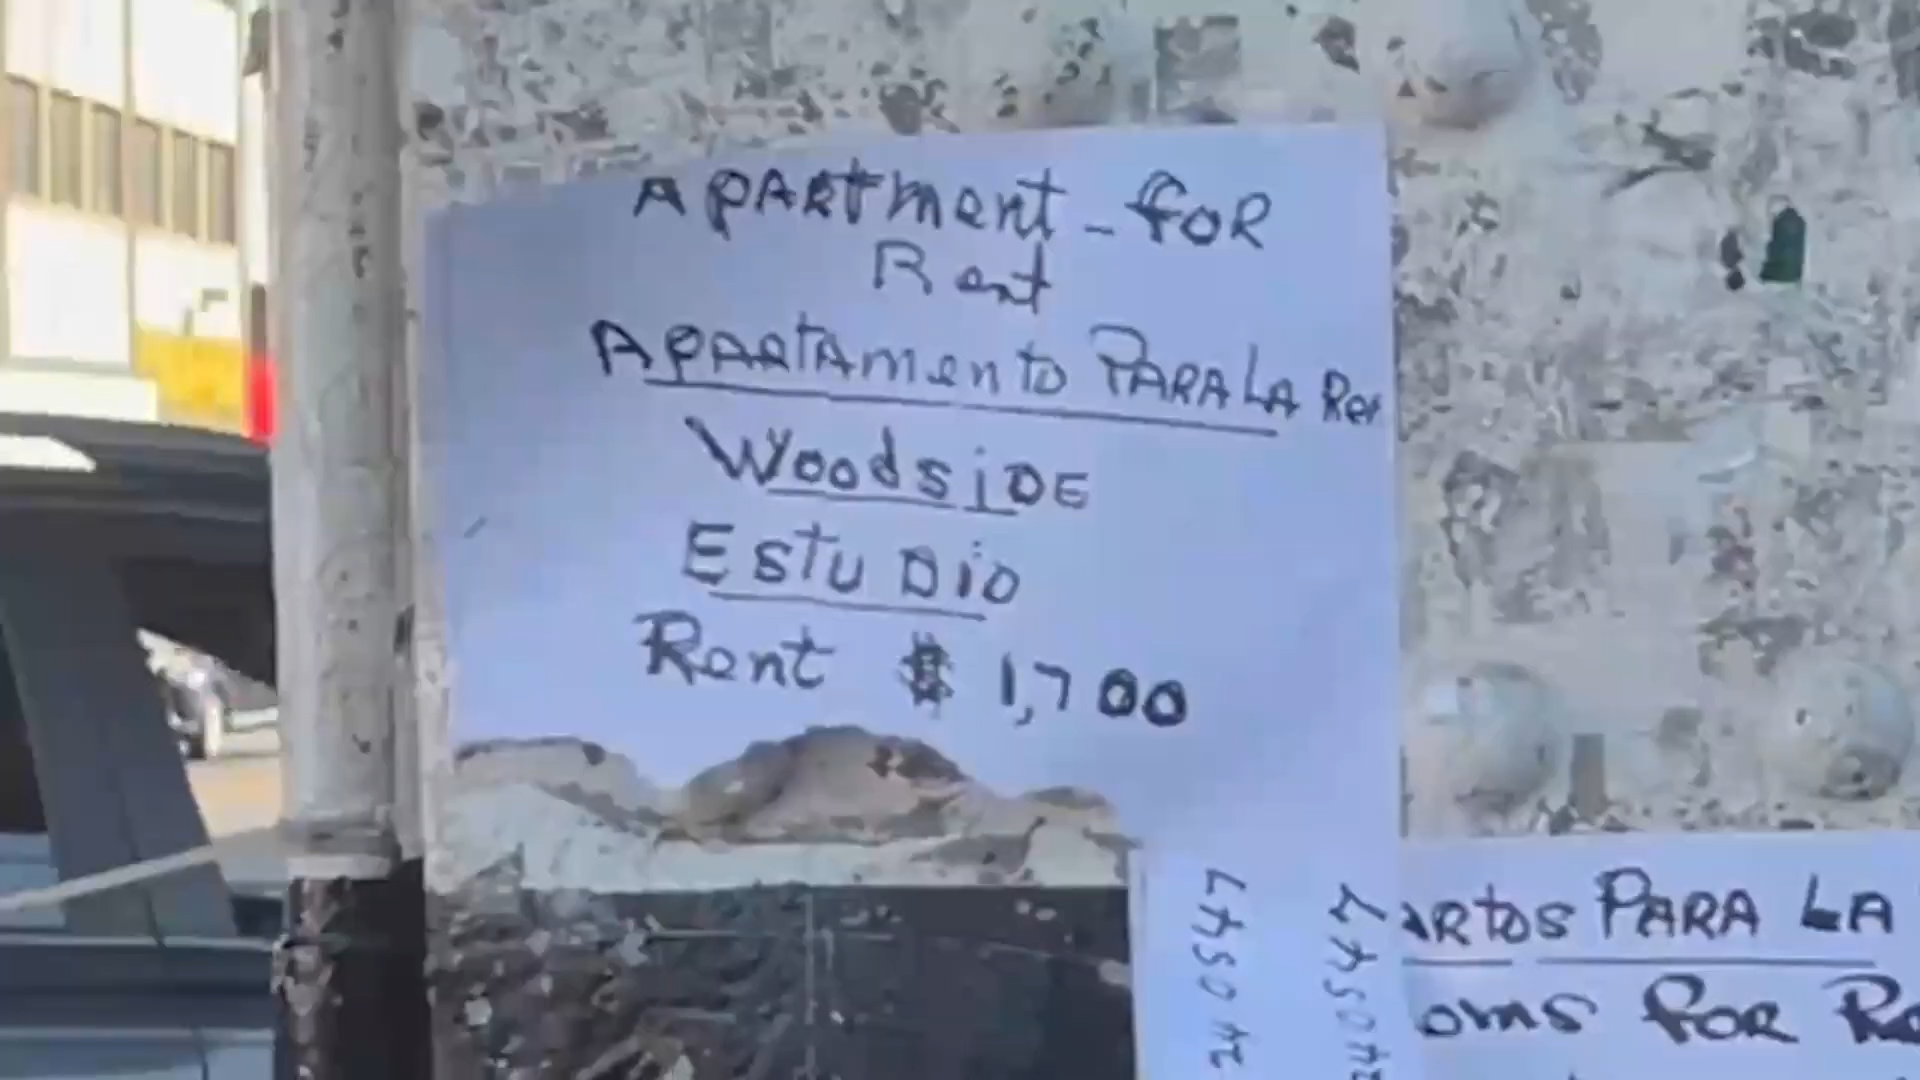 APARTMENT - FOR
Rent
APARTAMENTO PARA LA Ren
WoodsiDE
EStuDio
Rent $ 1,700
ARtos PARA LA
oms FOR Re